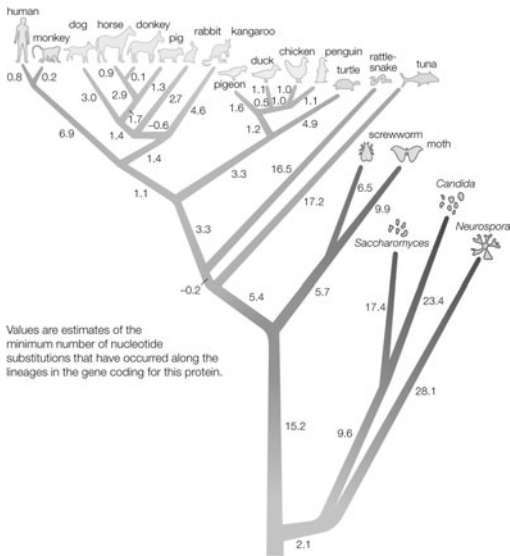 human
monkey
dog
horse
donkey
pig
rabbit
kangaroo
pigeon
duck
chicken
penguin
turtle
rattle-
snake
tuna
0.8
0.2
3.0
0.9
0.1
2.9
1.3
1.7
2.7
-0.6
4.6
1.4
6.9
1.4
1.6
1.1
0.5
1.0
1.0
1.1
1.2
4.9
3.3
16.5
17.2
1.1
3.3
-0.2
5.4
screwworm
moth
6.5
9.9
5.7
Candida
Neurospora
Saccharomyces
17.4
23.4
28.1
9.6
15.2
2.1
Values are estimates of the
minimum number of nucleotide
substitutions that have occurred along the
lineages in the gene coding for this protein.